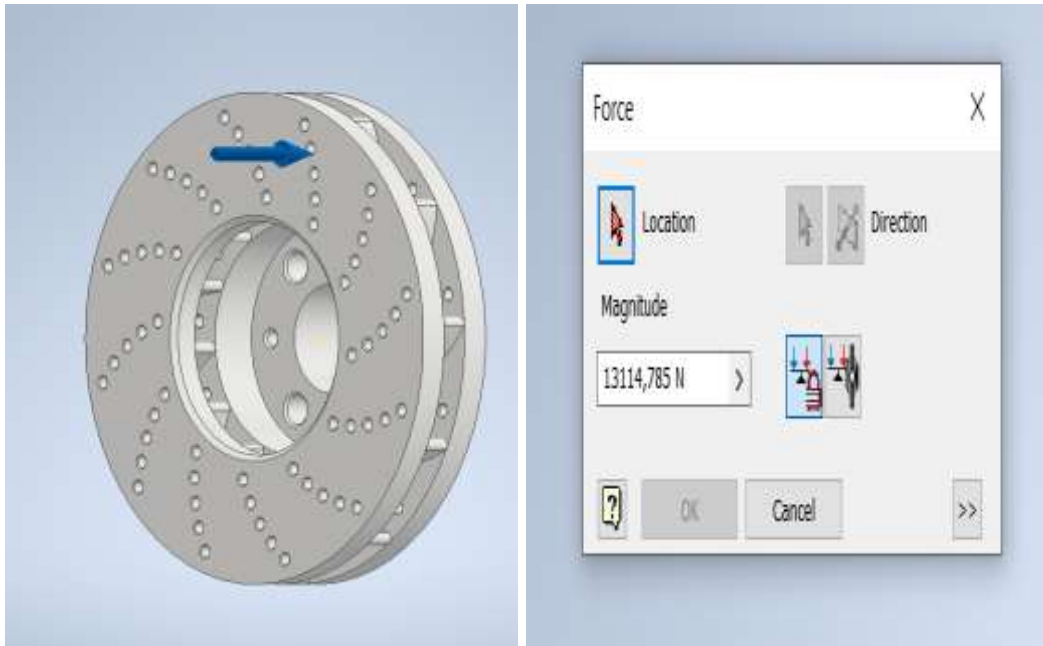 Force X
Location
Direction
Magnitude
13114,785 N >
? OK Cancel >>